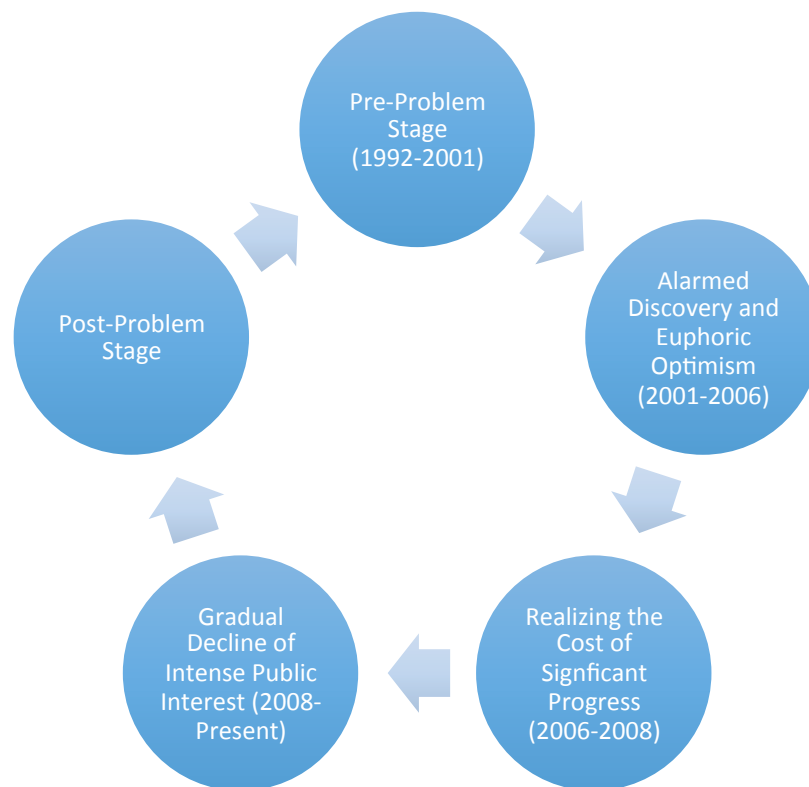 Pre-Problem
Stage
(1992-2001)
Alarmed
Discovery and
Euphoric
Optimism
(2001-2006)
Realizing the
Cost of
Signficant
Progress
(2006-2008)
Gradual
Decline of
Intense Public
Interest (2008-
Present)
Post-Problem
Stage